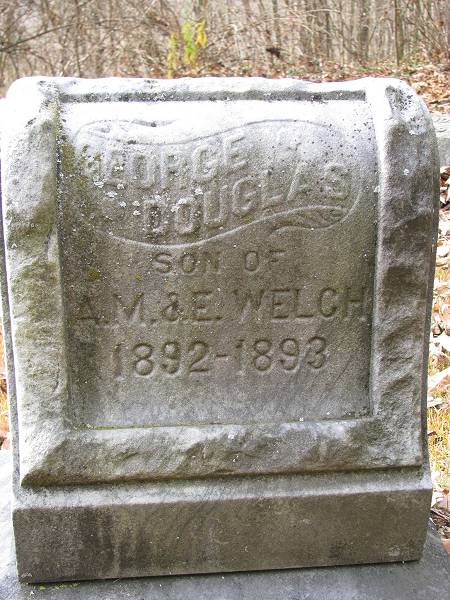 GEORGE
DOUGLAS
SON OF
A.M. & E. WELCH
1892-1893